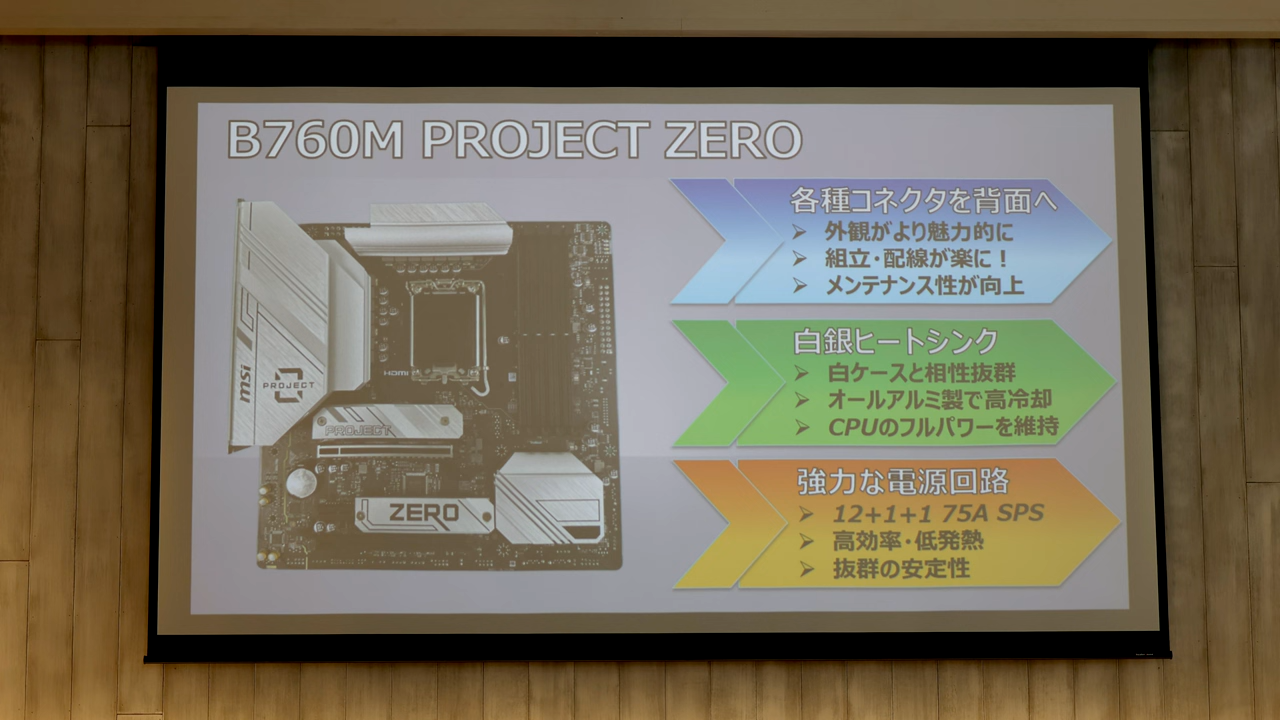 B760M PROJECT ZERO
各種コネクタを背面へ
➢ 外観がより魅力的に
➢ 組立・配線が楽に！
➢ メンテナンス性が向上
白銀ヒートシンク
➢ 白ケースと相性抜群
➢ オールアルミ製で高冷却
➢ CPUのフルパワーを維持
強力な電源回路
➢ 12+1+1 75A SPS
➢ 高効率・低発熱
➢ 抜群の安定性
msi
PROJECT
HDMI
PROJECT
ZERO